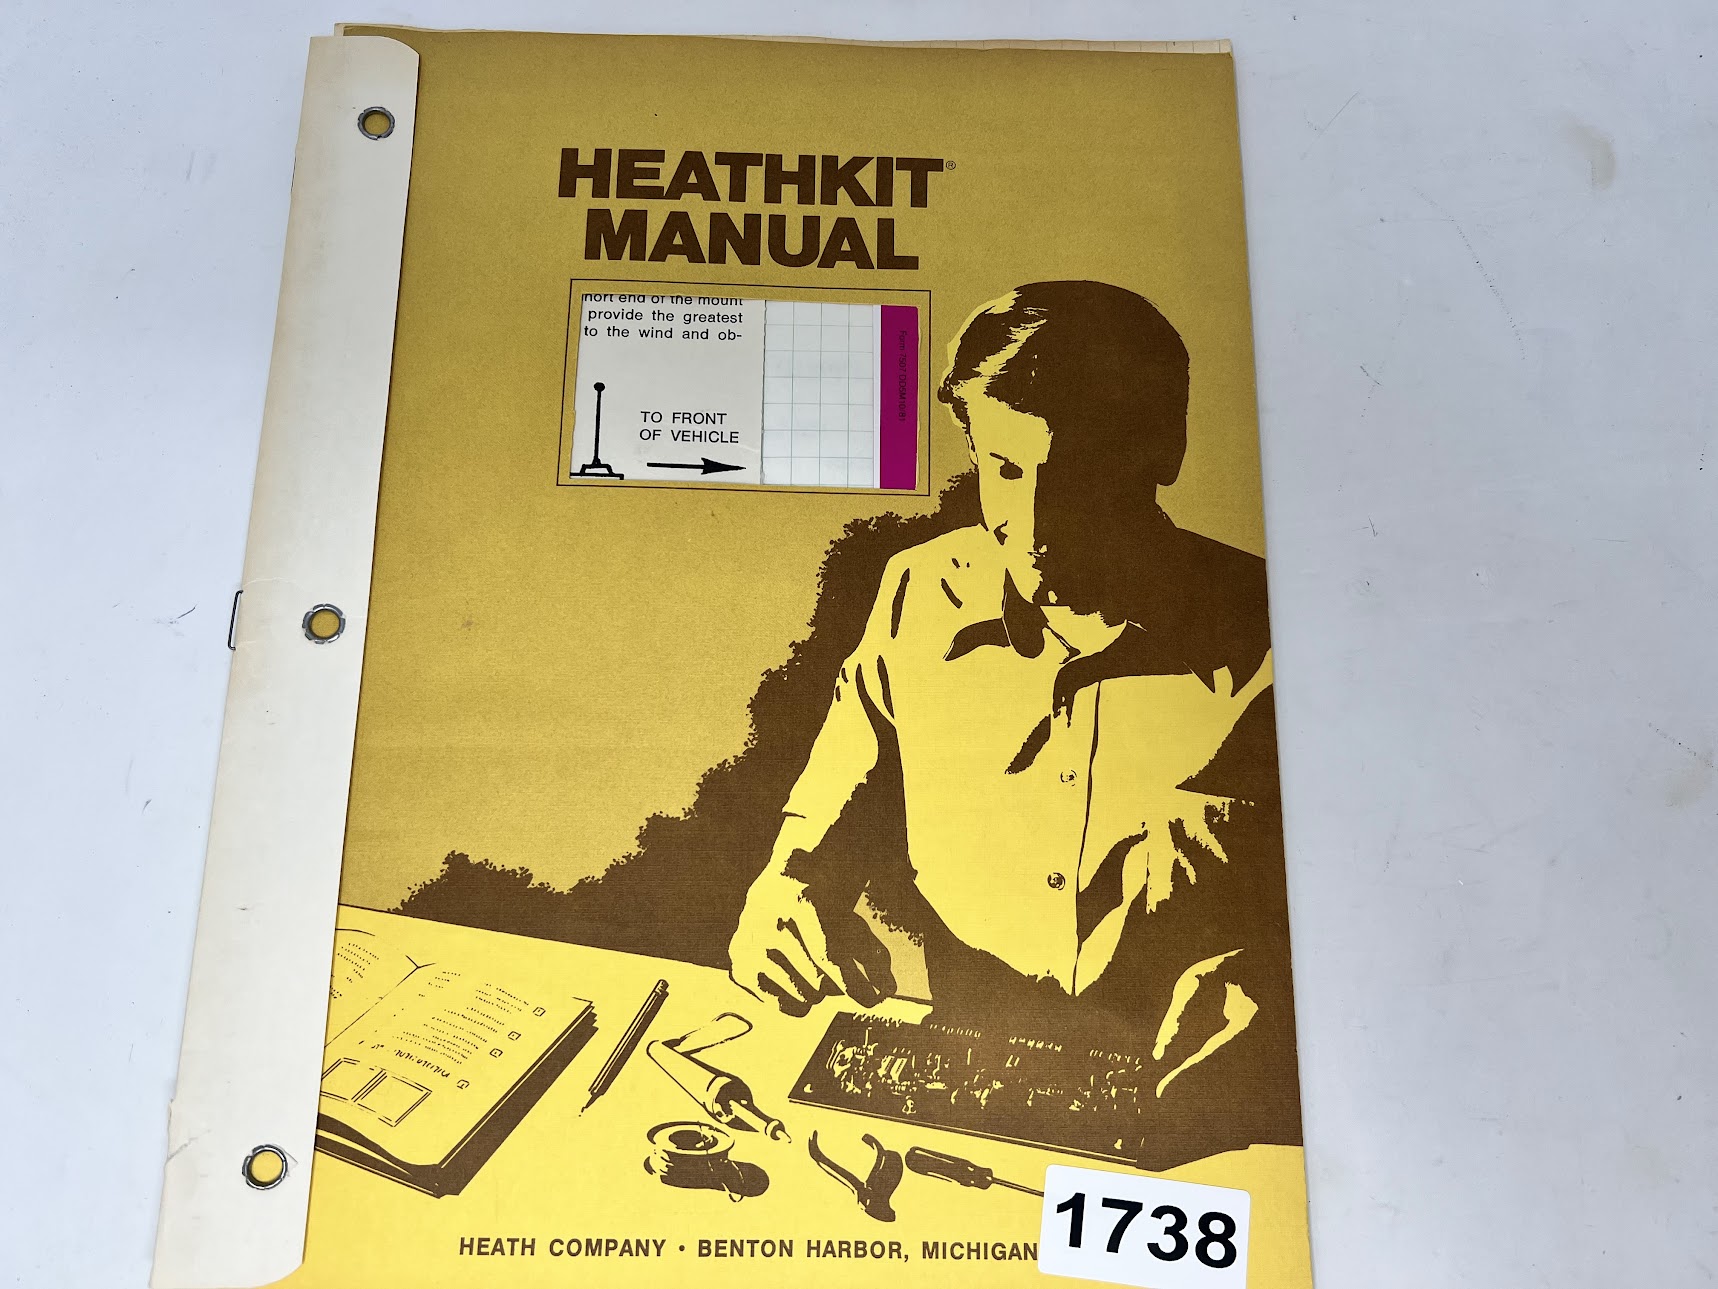 HEATHKIT®
MANUAL
end of the mount
provide the greatest
to the wind and ob-
TO FRONT
OF VEHICLE
HEATH COMPANY • BENTON HARBOR, MICHIGAN
1738